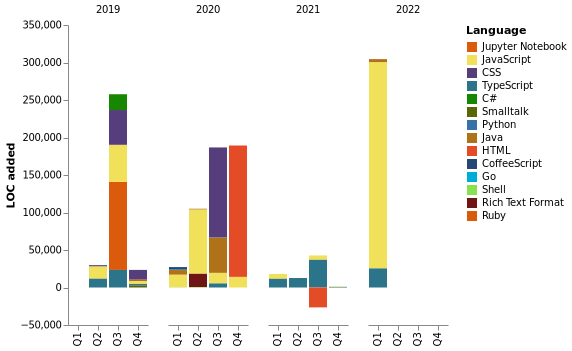 2019 2020 2021 2022
LOC added
350,000
300,000
250,000
200,000
150,000
100,000
50,000
0
−50,000
Q1 Q2 Q3 Q4 Q1 Q2 Q3 Q4 Q1 Q2 Q3 Q4 Q1 Q2 Q3 Q4
Language
Jupyter Notebook
JavaScript
CSS
TypeScript
C#
Smalltalk
Python
Java
HTML
CoffeeScript
Go
Shell
Rich Text Format
Ruby